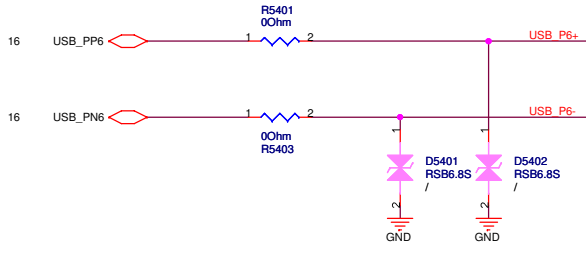 R5401
0Ohm
16 USB_PP6 1 2 USB_P6+
16 USB_PN6 1 2 USB_P6-
0Ohm
R5403
1 1
D5401 D5402
RSB6.8S RSB6.8S
/ /
2 2
GND GND